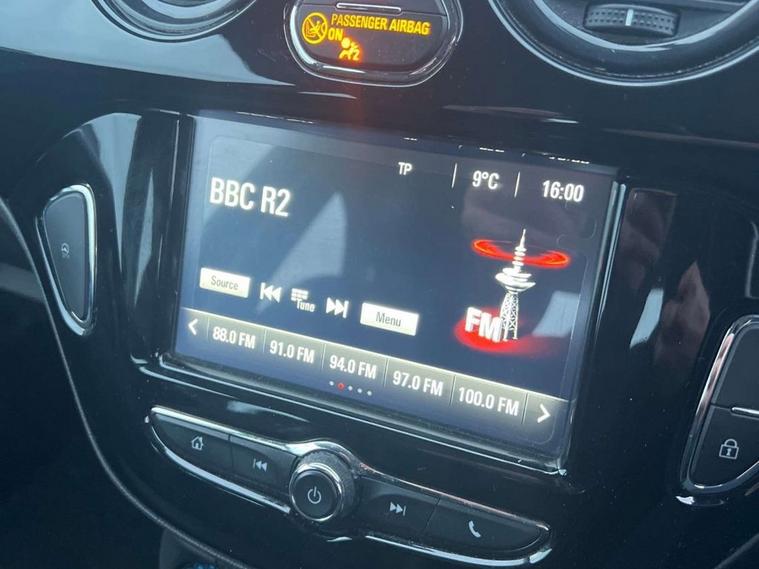 PASSENGER AIRBAG
ON
TP
9°C
16:00
BBC R2
Source
Tune
Menu
FM
88.0 FM
91.0 FM
94.0 FM
97.0 FM
100.0 FM